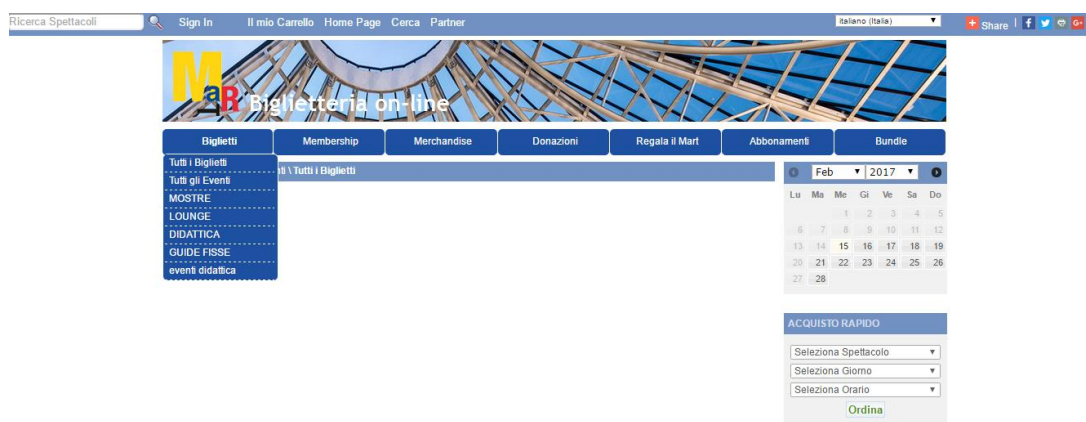 Ricerca Spettacoli Sign In Il mio Carrello Home Page Cerca Partner Italiano (Italia) Share
MaR
Biglietteria on-line
Biglietti Membership Merchandise Donazioni Regala il Mart Abbonamenti Bundle
Tutti i Biglietti
Tutti gli Eventi
MOSTRE
LOUNGE
DIDATTICA
GUIDE FISSE
eventi didattica
\ Tutti i Biglietti
Feb 2017
Lu Ma Me Gi Ve Sa Do
1 2 3 4 5
6 7 8 9 10 11 12
13 14 15 16 17 18 19
20 21 22 23 24 25 26
27 28
ACQUISTO RAPIDO
Seleziona Spettacolo
Seleziona Giorno
Seleziona Orario
Ordina